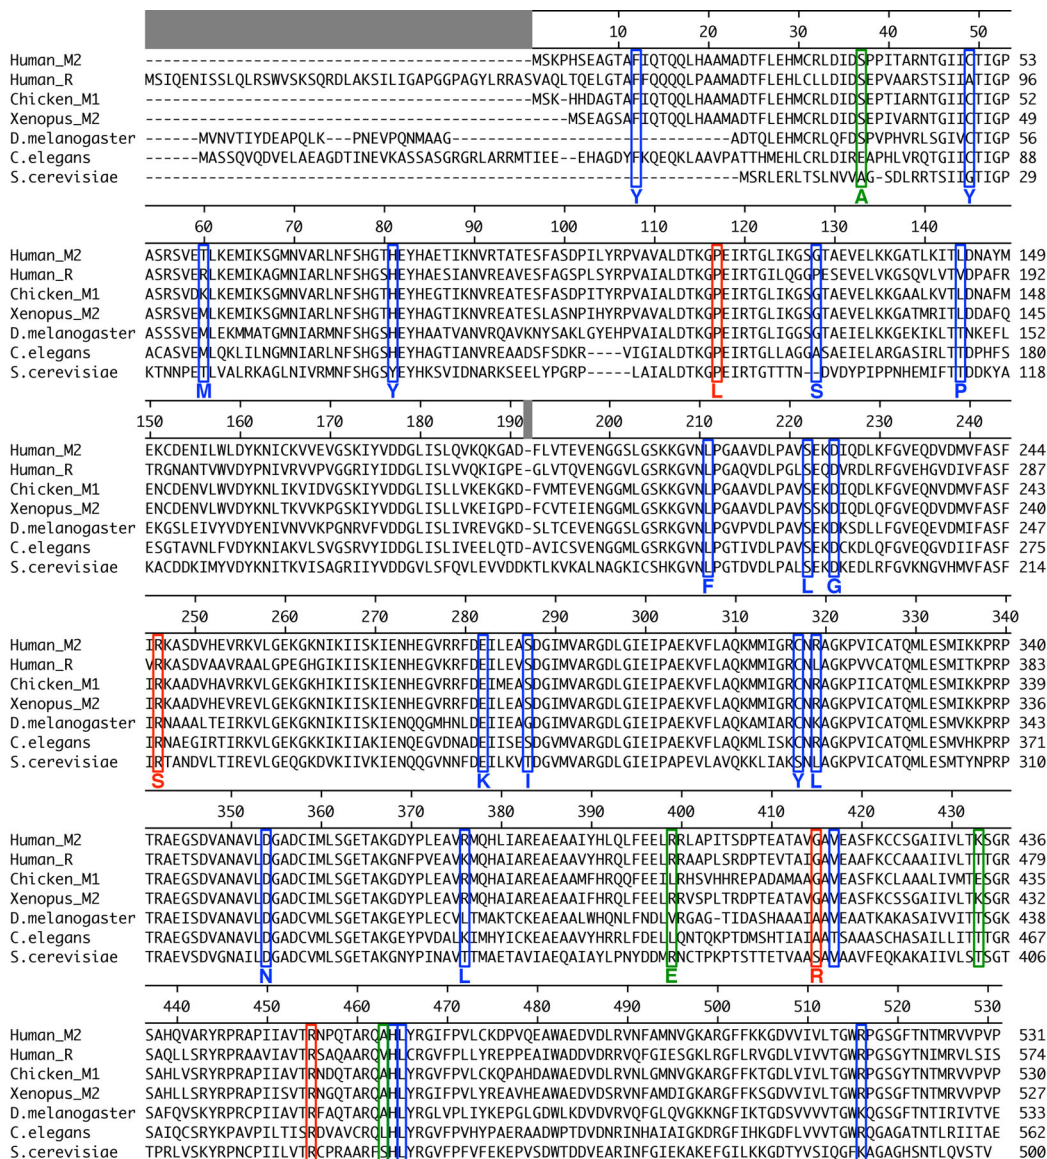 10 20 30 40 50
Human_M2 --------------------------------------------MSKPHSEAGTAFIQTQQLHAAMADTFLEHMCRLDIDSPPITARNTGIICTIGP 53
Human_R MSIQENISSLQLRSWVSKSQRDLAKSILIGAPGGPAGYLRRASVAQLTQELGTAFFQQQQLPAAMADTFLEHLCLLDIDSEPVAARSTSIIATIGP 96
Chicken_M1 --------------------------------------------MSK-HHDAGTAFIQTQQLHAAMADTFLEHMCRLDIDSEPTIARNTGIICTIGP 52
Xenopus_M2 -----------------------------------------------MSEAGSAFIQTQQLHAAMADTFLEHMCRLDIDSEPIVARNTGIICTIGP 49
D.melanogaster ------MVNVTIYDEAPQLK---PNEVPQNMAAG-------------------------------ADTQLEHMCRLQFDSPVPHVRLSGIVCTIGP 56
C.elegans ------MASSQVQDVELAEAGDTINEVKASSASGRGRLARRMTIEE--EHAGDYFKQEQKLAAVPATTHMEHLCRLDIREAPHLVRQTGIICTIGP 88
S.cerevisiae ------------------------------------------------------------------MSRLERLTSLNVVAG-SDLRRTSIIGTIGP 29
Y A Y
60 70 80 90 100 110 120 130 140
Human_M2 ASRSVETLKEMIKSGMNVARLNFSHGTHEYHAETIKNVRTATESFASDPILYRPVAVALDTKGPEIRTGLIKGSGTAEVELKKGATLKITLDNAYM 149
Human_R ASRSVERLKEMIKAGMNIARLNFSHGSHEYHAESIANVREAVESFAGSPLSYRPVAIALDTKGPEIRTGILQGGPESEVELVKGSQVLVTVDPAFR 192
Chicken_M1 ASRSVDKLKEMIKSGMNVARLNFSHGTHEYHEGTIKNVREATESFASDPITYRPVAIALDTKGPEIRTGLIKGSGTAEVELKKGAALKVTLDNAFM 148
Xenopus_M2 ASRSVEMLKEMIKSGMNVARLNFSHGTHEYHAGTIKNVREATESLASNPIHYRPVAVALDTKGPEIRTGLIKGSGTAEVELKKGATMRITLDDAFQ 145
D.melanogaster ASSSVEMLEKMMATGMNIARMNFSHGSHEYHAATVANVRQAVKNYSAKLGYEHPVAIALDTKGPEIRTGLIGGSGTAEIELKKGEKIKLTTNKEFL 152
C.elegans ACASVEMLQKLILNGMNIARLNFSHGSHEYHAGTIANVREAADSFSDKR----VIGIALDTKGPEIRTGLLAGGASAEIELARGASIRLTTDPHFS 180
S.cerevisiae KTNNPETLVALRKAGLNIVRMNFSHGSYEYHKSVIDNARKSEELYPGRP-----LAIALDTKGPEIRTGTTTN--DVDYPIPPNHEMIFTTDDKYA 118
M Y L S P
150 160 170 180 190 200 210 220 230 240
Human_M2 EKCDENILWLDYKNICKVVEVGSKIYVDDGLISLQVKQKGAD-FLVTEVENGGSLGSKKGVNLPGAAVDLPAVSEKDIQDLKFGVEQDVDMVFASF 244
Human_R TRGNANTVWVDYPNIVRVVPVGGRIYIDDGLISLVVQKIGPE-GLVTQVENGGVLGSRKGVNLPGAQVDLPGLSEQDVRDLRFGVEHGVDIVFASF 287
Chicken_M1 ENCDENVLWVDYKNLIKVIDVGSKIYVDDGLISLLVKEKGKD-FVMTEVENGGMLGSKKGVNLPGAAVDLPAVSEKDIQDLKFGVEQNVDMVFASF 243
Xenopus_M2 ENCDENVLWVDYKNLTKVVKPGSKIYVDDGLISLLVKEIGPD-FCVTEIENGGMLGSKKGVNLPGAAVDLPAVSSKDIQDLKFGVEQDVDMVFASF 240
D.melanogaster EKGSLEIVYVDYENIVNVVKPGNRVFVDDGLISLIVREVGKD-SLTCEVENGGSLGSRKGVNLPGVPVDLPAVSEKDKSDLLFGVEQEVDMIFASF 247
C.elegans ESGTAVNLFVDYKNIAKVLSVGSRVYIDDGLISLIVEELQTD-AVICSVENGGMLGSRKGVNLPGTIVDLPAVSEKDCKDLQFGVEQGVDIIFASF 275
S.cerevisiae KACDDKIMYVDYKNITKVISAGRIIYVDDGVLSFQVLEVVDDKTLKVKALNAGKICSHKGVNLPGTDVDLPALSEKDKEDLRFGVKNGVHMVFASF 214
F L G
250 260 270 280 290 300 310 320 330 340
Human_M2 IRKASDVHEVRKVLGEKGKNIKIISKIENHEGVRRFDEILEASDGIMVARGDLGIEIPAEKVFLAQKMMIGRCNRAGKPVICATQMLESMIKKPRP 340
Human_R VRKASDVAAVRAALGPEGHGIKIISKIENHEGVKRFDEILEVSDGIMVARGDLGIEIPAEKVFLAQKMMIGRCNLAGKPVVCATQMLESMITKPRP 383
Chicken_M1 IRKAADVHAVRKVLGEKGKHIKIISKIENHEGVRRFDEIMEASDGIMVARGDLGIEIPAEKVFLAQKMMIGRCNRAGKPIICATQMLESMIKKPRP 339
Xenopus_M2 IRKAADVHEVREVLGEKGKNIKIISKIENHEGVRRFDEILEASDGIMVARGDLGIEIPAEKVFLAQKMMIGRCNRAGKPVICATQMLESMIKKPRP 336
D.melanogaster IRNAAALTEIRKVLGEKGKNIKIISKIENQQGMHNLDEIIEAGDGIMVARGDLGIEIPAEKVFLAQKAMIARCNKAGKPVICATQMLESMVKKPRP 343
C.elegans IRNAEGIRTIRKVLGEKGKKIKIIAKIENQEGVDNADEIISESDGVMVARGDLGIEIPAEKVFLAQKMLISKCNRAGKPVICATQMLESMVHKPRP 371
S.cerevisiae IRTANDVLTIREVLGEQGKDVKIIVKIENQQGVNNFDEILKVTDGVMVARGDLGIEIPAPEVLAVQKKLIAKSNLAGKPVICATQMLESMTYNPRP 310
S K I Y L
350 360 370 380 390 400 410 420 430
Human_M2 TRAEGSDVANAVLDGADCIMLSGETAKGDYPLEAVRMQHLIAREAEAAIYHLQLFEELRRLAPITSDPTEATAVGAVEASFKCCSGAIIVLTKSGR 436
Human_R TRAETSDVANAVLDGADCIMLSGETAKGNFPVEAVKMQHAIAREAEAAVYHRQLFEELRRAAPLSRDPTEVTAIGAVEAAFKCCAAAIIVLTTTGR 479
Chicken_M1 TRAEGSDVANAVLDGADCIMLSGETAKGDYPLEAVRMQHAIAREAEAAMFHRQQFEEILRHSVHHREPADAMAAGAVEASFKCLAAALIVMTESGR 435
Xenopus_M2 TRAEGSDVANAVLDGADCIMLSGETAKGDYPLEAVRMQHAIAREAEAAIFHRQLFEELRRVSPLTRDPTEATAVGAVEASFKCSSGAIIVLTKSGR 432
D.melanogaster TRAEISDVANAVLDGADCVMLSGETAKGEYPLECVLTMAKTCKEAEAALWHQNLFNDLVRGAG-TIDASHAAAIAAVEAATKAKASAIVVITTSGK 438
C.elegans TRAEGSDVANAVLDGADCVMLSGETAKGEYPVDALKIMHYICKEAEAAVYHRRLFDELLQNTQKPTDMSHTIAIAATSAAASCHASAILLITTTGR 467
S.cerevisiae TRAEVSDVGNAILDGADCVMLSGETAKGNYPINAVTTMAETAVIAEQAIAYLPNYDDMRNCTPKPTSTTETVAASAVAAVFEQKAKAIIVLSTSGT 406
N L E R
440 450 460 470 480 490 500 510 520 530
Human_M2 SAHQVARYRPRAPIIAVTRNPQTARQAHLYRGIFPVLCKDPVQEAWAEDVDLRVNFAMNVGKARGFFKKGDVVIVLTGWRPGSGFTNTMRVVPVP 531
Human_R SAQLLSRYRPRAAVIAVTRSAQAARQVHLCRGVFPLLYREPPEAIWADDVDRRVQFGIESGKLRGFLRVGDLVIVVTGWRPGSGYTNIMRVLSIS 574
Chicken_M1 SAHLVSRYRPRAPIIAVTRNDQTARQAHLYRGVFPVLCKQPAHDAWAEDVDLRVNLGMNVGKARGFFKTGDLVIVLTGWRPGSGYTNTMRVVPVP 530
Xenopus_M2 SAHLLSRYRPRAPIISVTRNGQTARQAHLYRGIFPVLYREAVHEAWAEDVDSRVNFAMDIGKARGFFKSGDVVIVLTGWRPGSGFTNTMRVVPVP 527
D.melanogaster SAFQVSKYRPRCPIIAVTRFAQTARQAHLYRGLVPLIYKEPGLGDWLKDVDVRVQFGLQVGKKNGFIKTGDSVVVVTGWKQGSGFTNTIRIVTVE 533
C.elegans SAIQCSRYKPAVPILTISRDVAVCRQLHLYRGVFPVHYPAERAADWPTDVDNRINHAIAIGKDRGFIHKGDFLVVVTGWRQGAGATNTLRIITAE 562
S.cerevisiae TPRLVSKYRPNCPIILVTRCPRAARFSHLYRGVFPFVFEKEPVSDWTDDVEARINFGIEKAKEFGILKKGDTYVSIQGFKAGAGHSNTLQVSTV 500